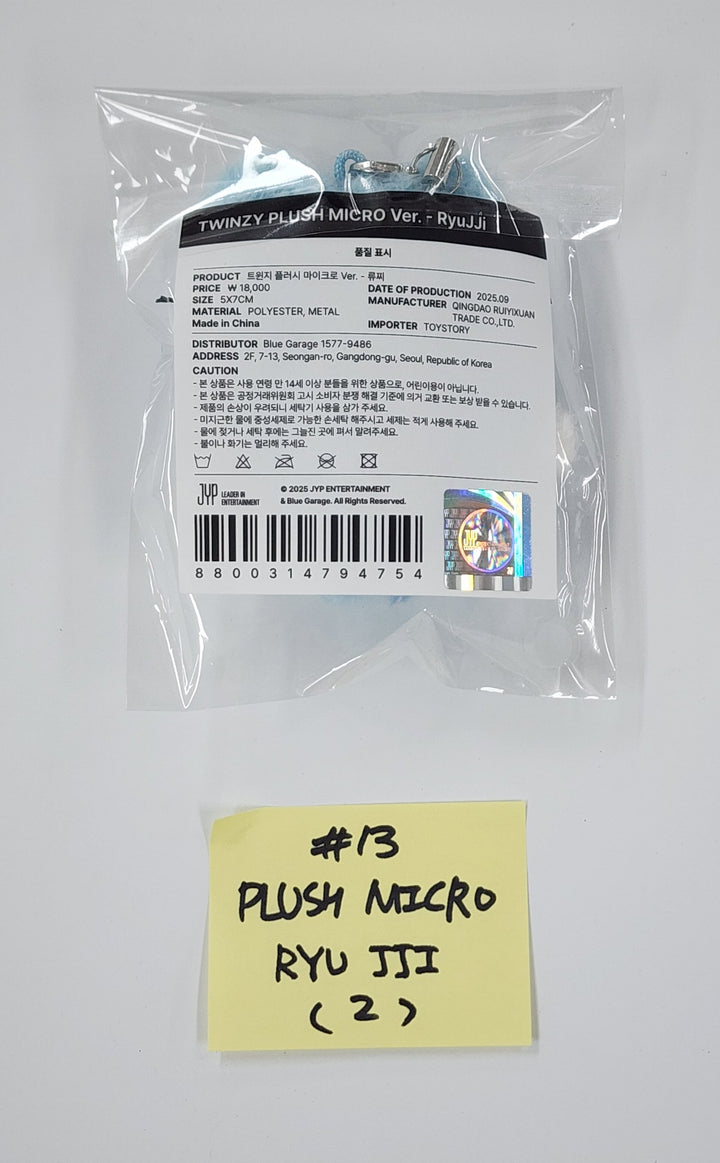 TWINZY PLUSH MICRO Ver. - RyuJJi
품질 표시
PRODUCT 트윈지 플러시 마이크로 Ver. - 류찌
PRICE ₩ 18,000
SIZE 5X7CM
MATERIAL POLYESTER, METAL
Made in China
DATE OF PRODUCTION 2025.09
MANUFACTURER QINGDAO RUIYIXUAN
TRADE CO.,LTD.
IMPORTER TOYSTORY
DISTRIBUTOR Blue Garage 1577-9486
ADDRESS 2F, 7-13, Seongan-ro, Gangdong-gu, Seoul, Republic of Korea
CAUTION
- 본 상품은 사용 연령 만 14세 이상 분들을 위한 상품으로, 어린이용이 아닙니다.
- 본 상품은 공정거래위원회 고시 소비자 분쟁 해결 기준에 의거 교환 또는 보상 받을 수 있습니다.
- 제품의 손상이 우려되니 세탁기 사용을 삼가 주세요.
- 미지근한 물에 중성세제로 가능한 손세탁 해주시고 세제는 적게 사용해 주세요.
- 물에 젖거나 세탁 후에는 그늘진 곳에 펴서 말려주세요.
- 불이나 화기는 멀리해 주세요.
JYP LEADER IN
ENTERTAINMENT
© 2025 JYP ENTERTAINMENT
& Blue Garage. All Rights Reserved.
8800314794754
JYP
#13
PLUSH MICRO
RYU JJI
(2)